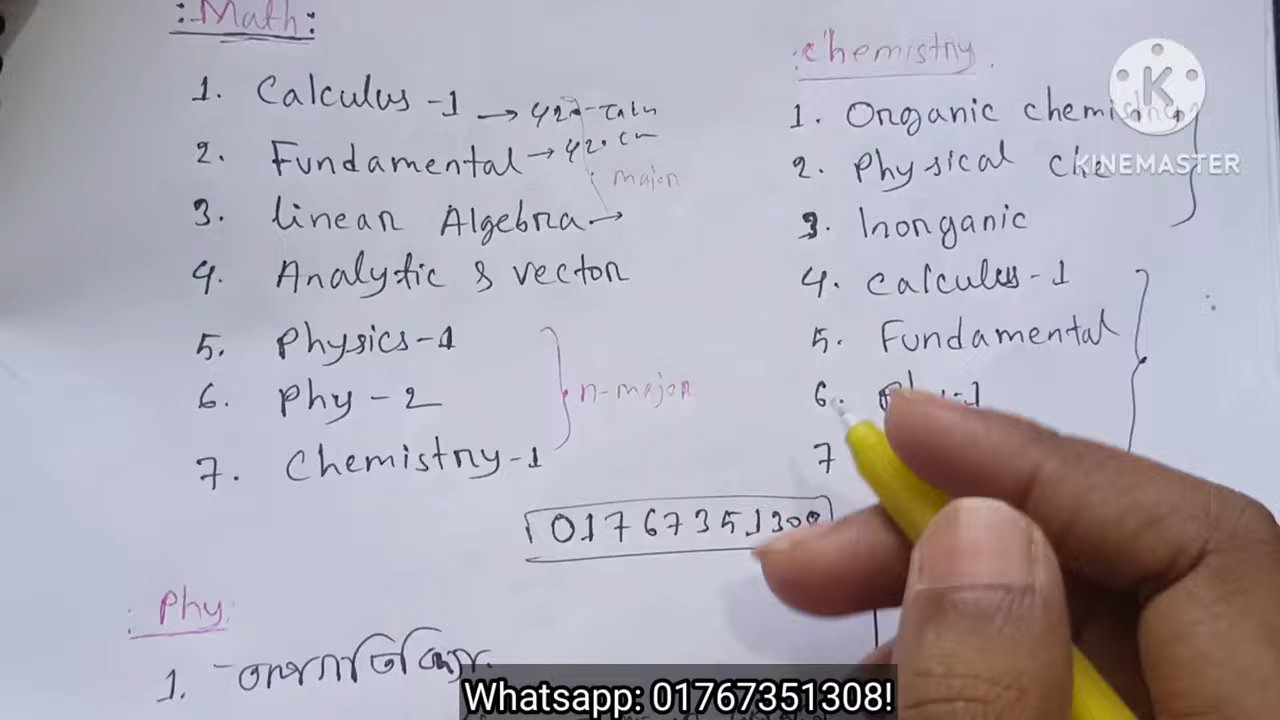 :Math:
1. Calculus -1 →
2. Fundamental →
major
3. linear Algebra →
4. Analytic & vector
5. Physics-1
6. Phy - 2
n-major
7. Chemistry-1
:chemistry.
1. Organic chemis
2. Physical che
3. Inorganic
4. Calculus-1
5. Fundamental
6. -1
7
: Phy:
1.
K
KINEMASTER
Whatsapp: 01767351308!